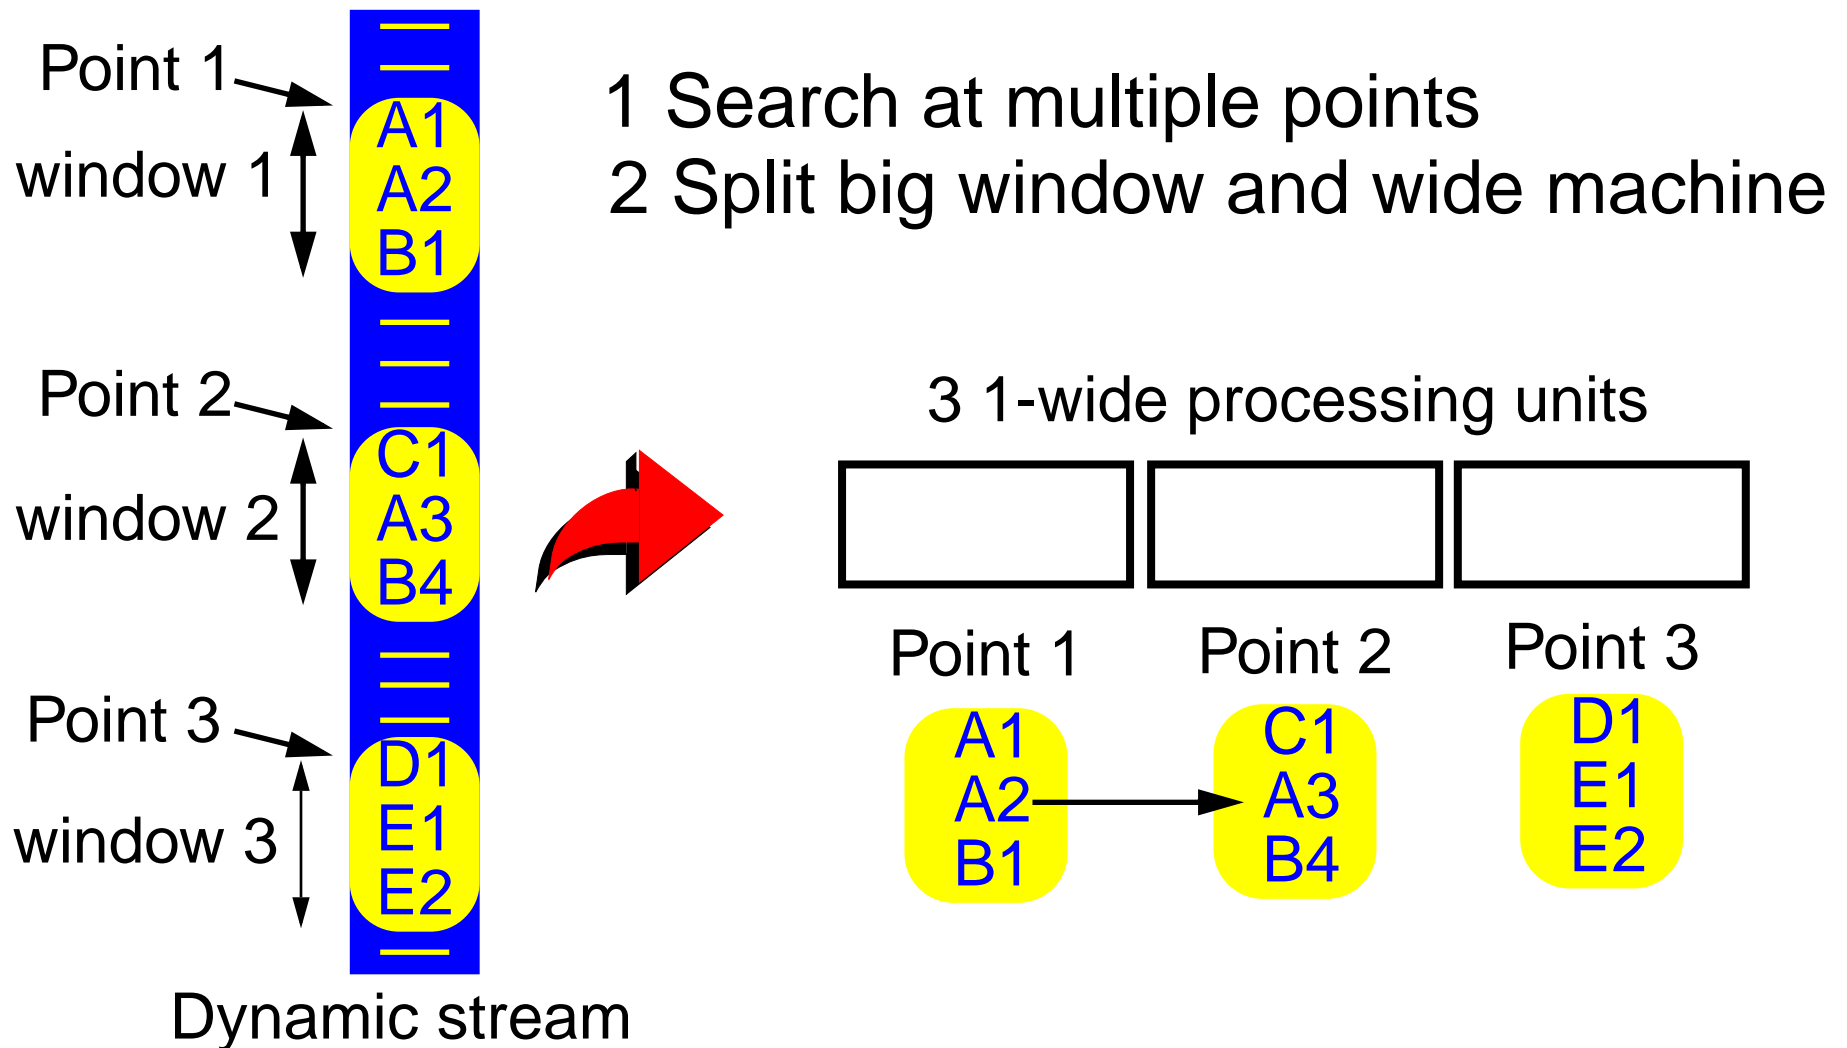 Point 1
window 1
A1
A2
B1
1 Search at multiple points
2 Split big window and wide machine
Point 2
window 2
C1
A3
B4
3 1-wide processing units
Point 3
window 3
D1
E1
E2
Point 1
A1
A2
B1
Point 2
C1
A3
B4
Point 3
D1
E1
E2
Dynamic stream